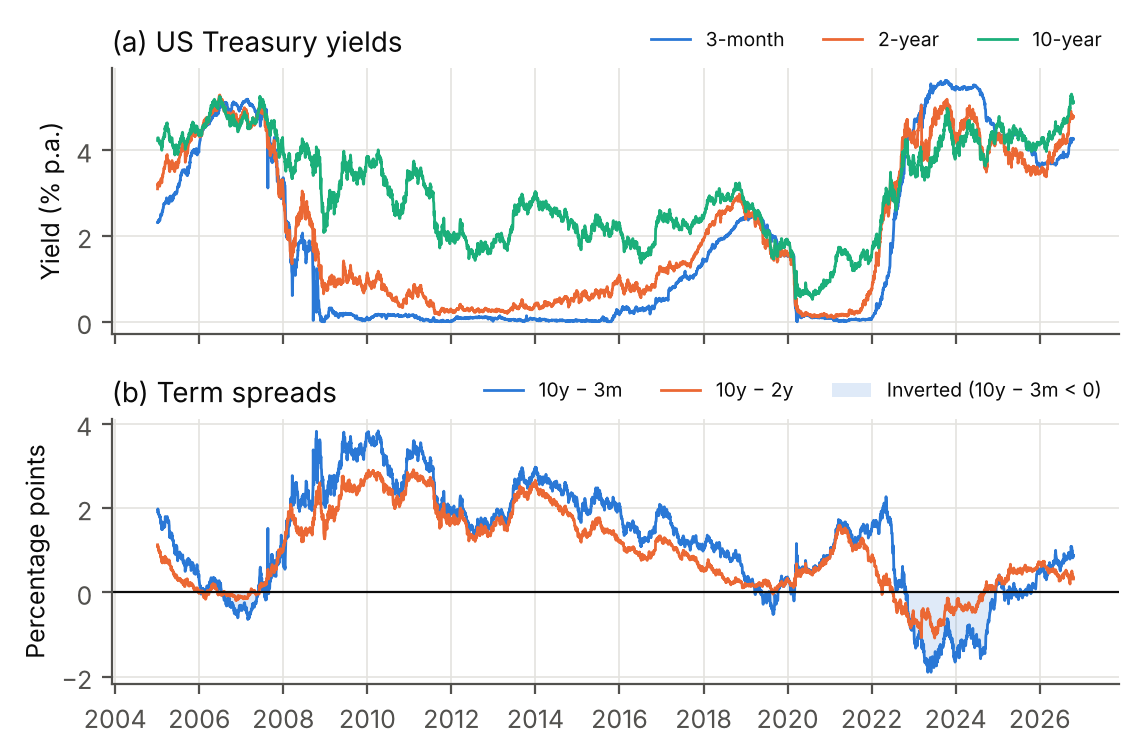 (a) US Treasury yields
3-month 2-year 10-year
Yield (% p.a.)
4
2
0
(b) Term spreads
10y − 3m 10y − 2y Inverted (10y − 3m < 0)
Percentage points
4
2
0
−2
2004 2006 2008 2010 2012 2014 2016 2018 2020 2022 2024 2026